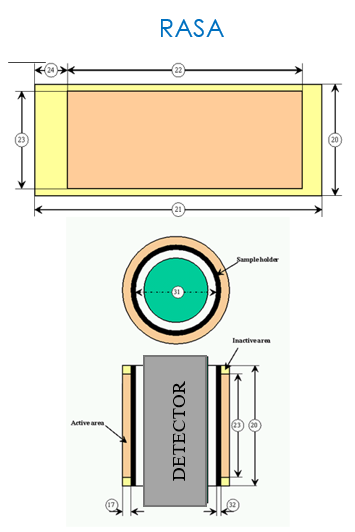 RASA
24
22
23
20
21
Sample holder
31
Inactive area
DETECTOR
Active area
23
20
17
32